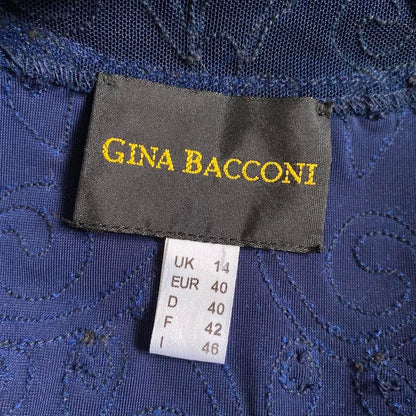 GINA BACCONI
UK 14
EUR 40
D 40
F 42
I 46